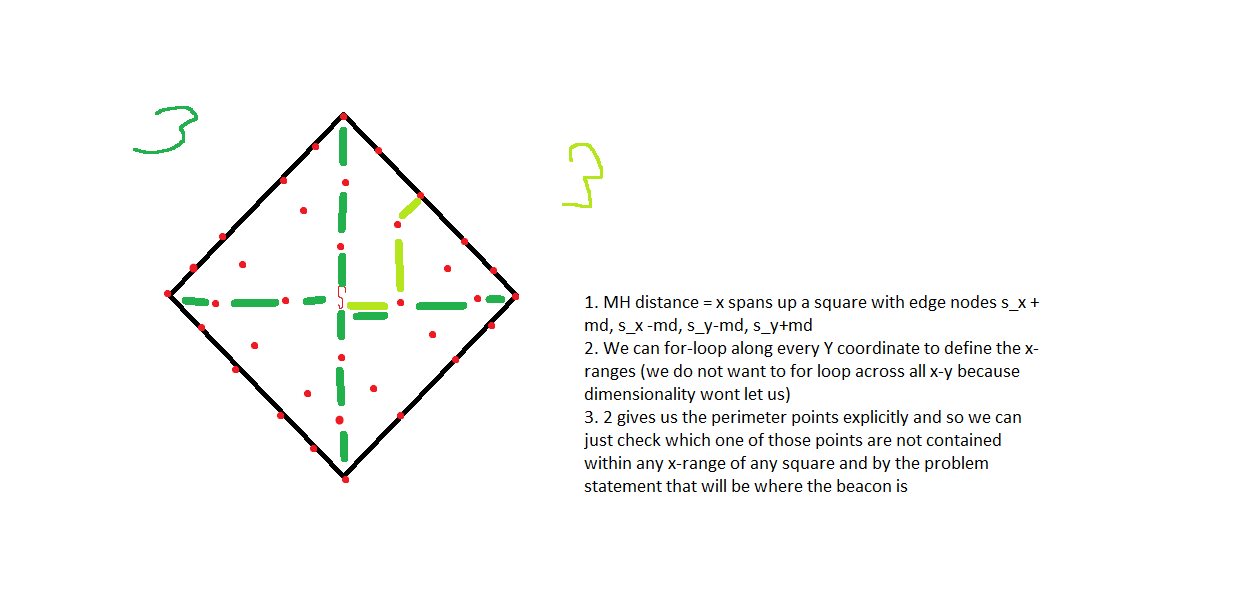 3
3
S
1. MH distance = x spans up a square with edge nodes s_x +
md, s_x -md, s_y-md, s_y+md
2. We can for-loop along every Y coordinate to define the x-
ranges (we do not want to for loop across all x-y because
dimensionality wont let us)
3. 2 gives us the perimeter points explicitly and so we can
just check which one of those points are not contained
within any x-range of any square and by the problem
statement that will be where the beacon is